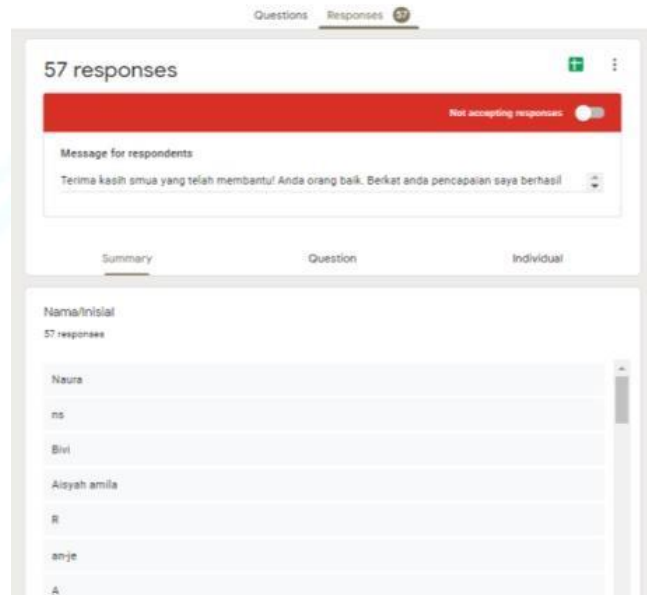 Questions Responses 57
57 responses
Not accepting responses
Message for respondents
Terima kasih smua yang telah membantu! Anda orang baik. Berkat anda pencapaian saya berhasil
Summary Question Individual
Nama/Inisial
57 responses
Naura
ns
Bivi
Aisyah amila
R
an-je
A